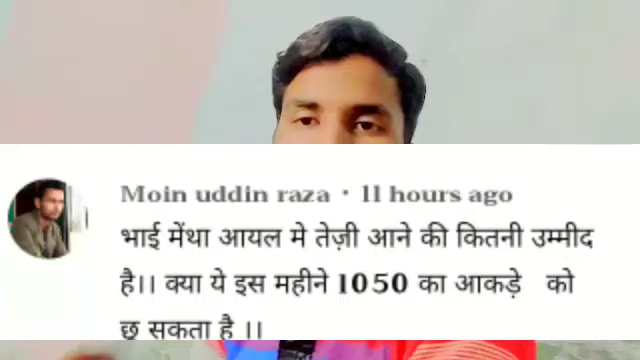 Moin uddin raza · 11 hours ago
भाई मेंथा आयल मे तेज़ी आने की कितनी उम्मीद
है।। क्या ये इस महीने 1050 का आकड़े को
छू सकता है ।।